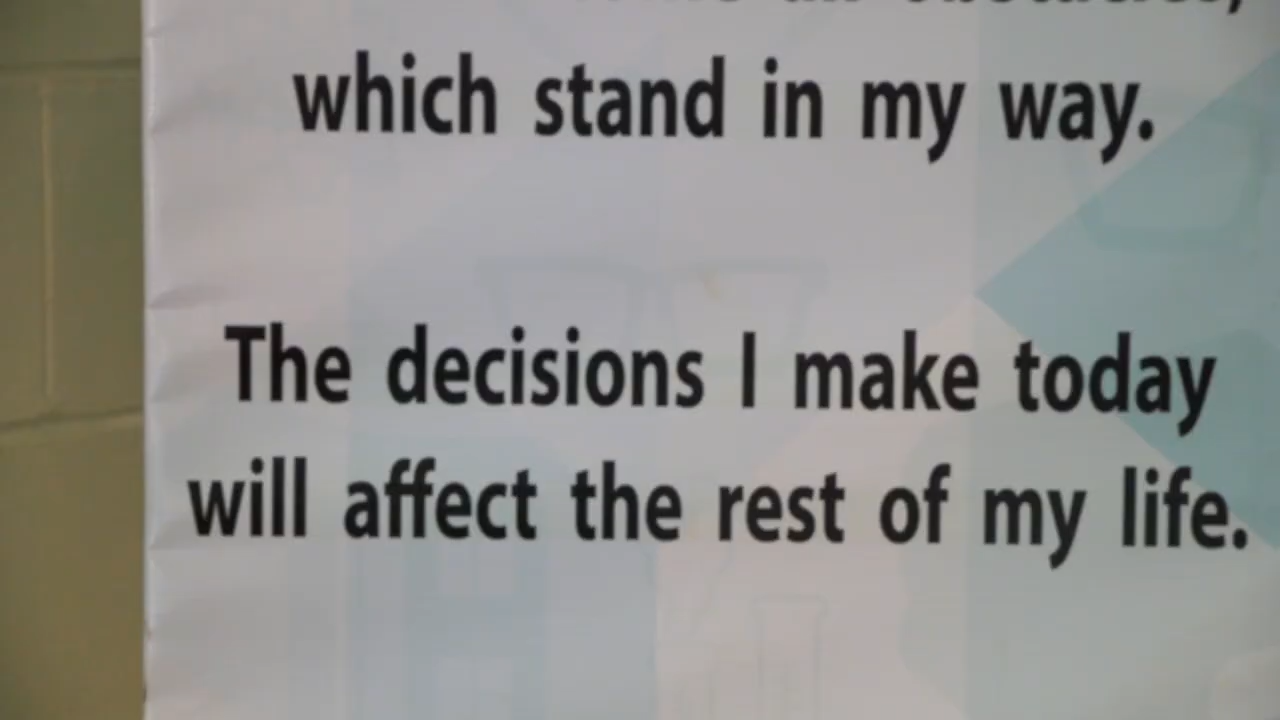 which stand in my way.
The decisions I make today
will affect the rest of my life.